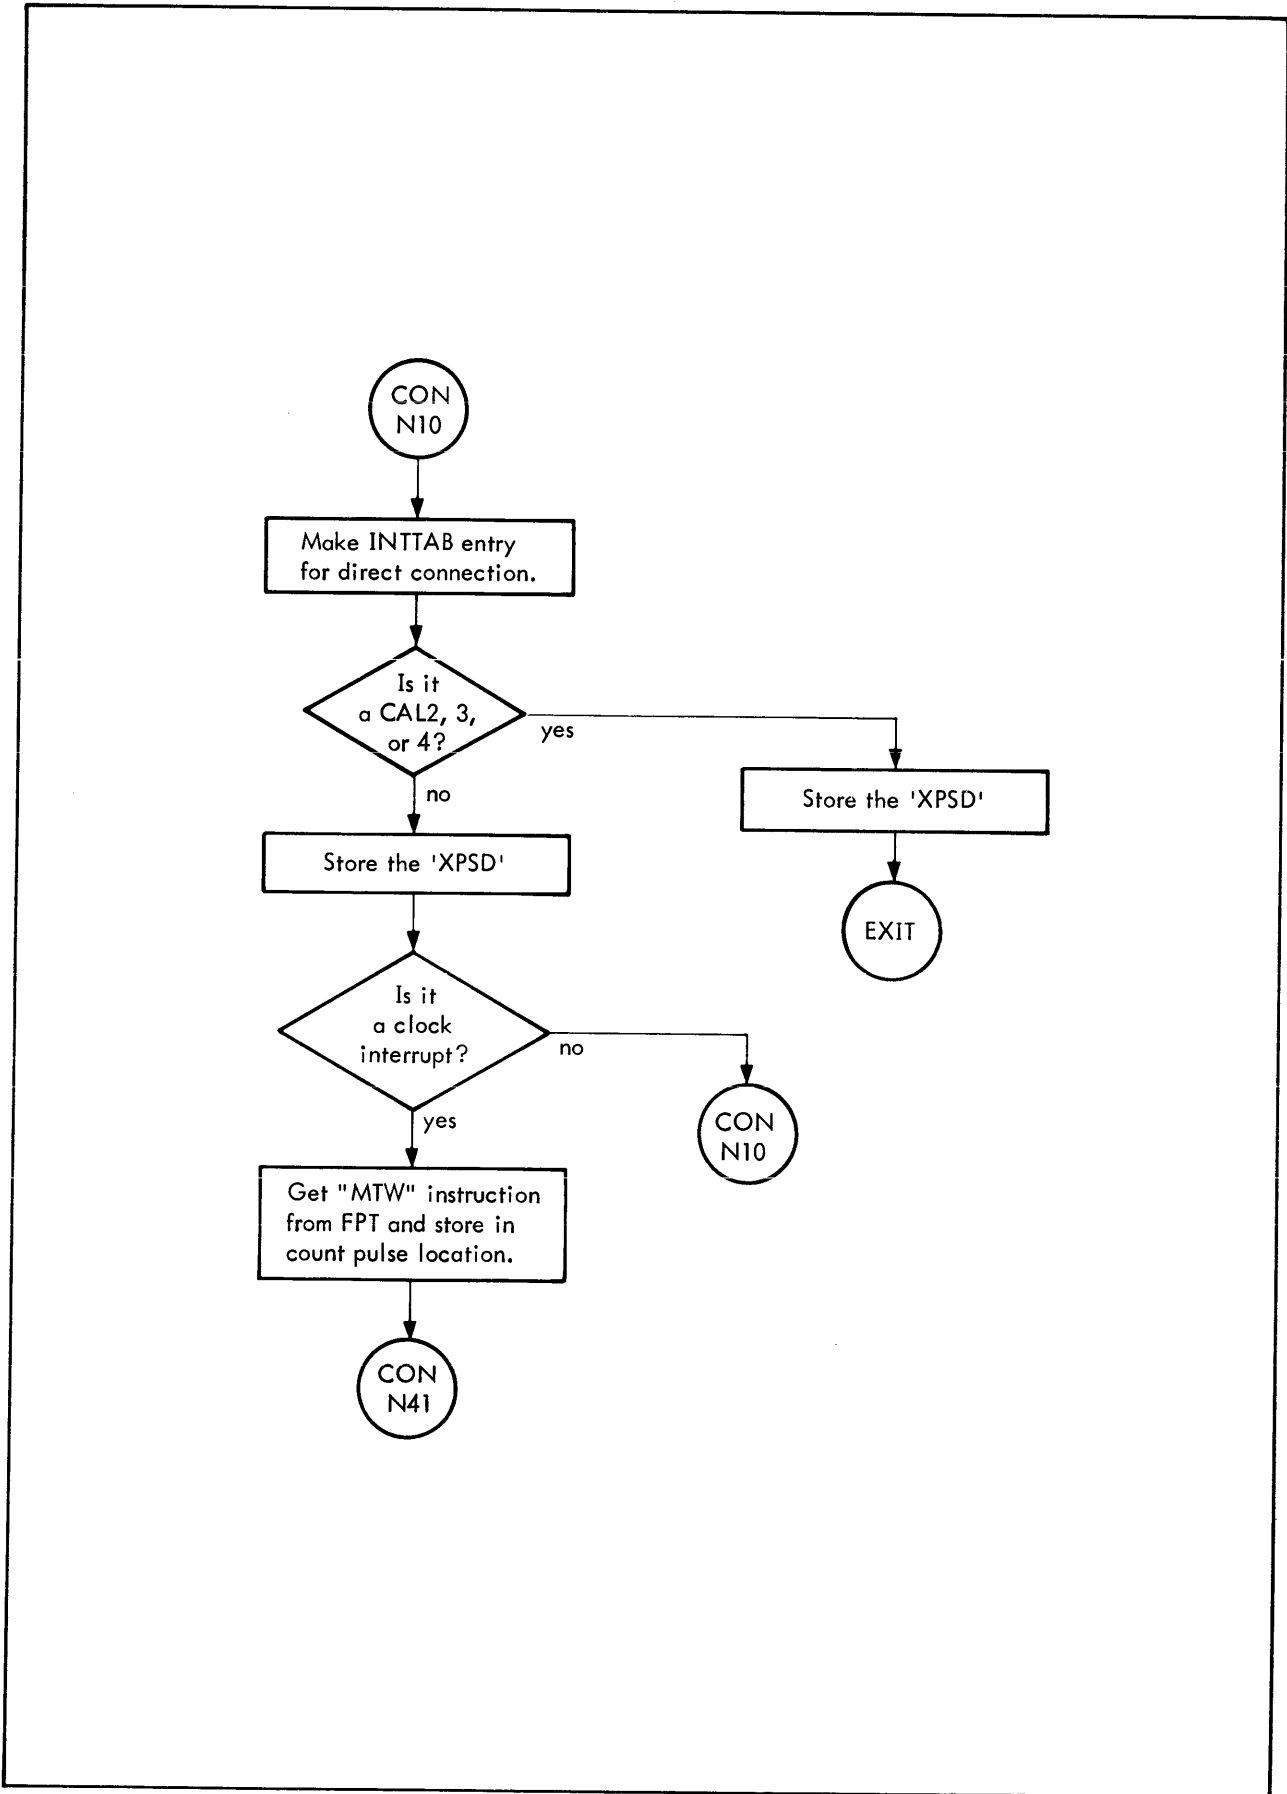 CON
N10
Make INTTAB entry
for direct connection.
Is it
a CAL2, 3,
or 4?
yes
no
Store the 'XPSD'
Store the 'XPSD'
EXIT
Is it
a clock
interrupt?
no
yes
CON
N10
Get "MTW" instruction
from FPT and store in
count pulse location.
CON
N41